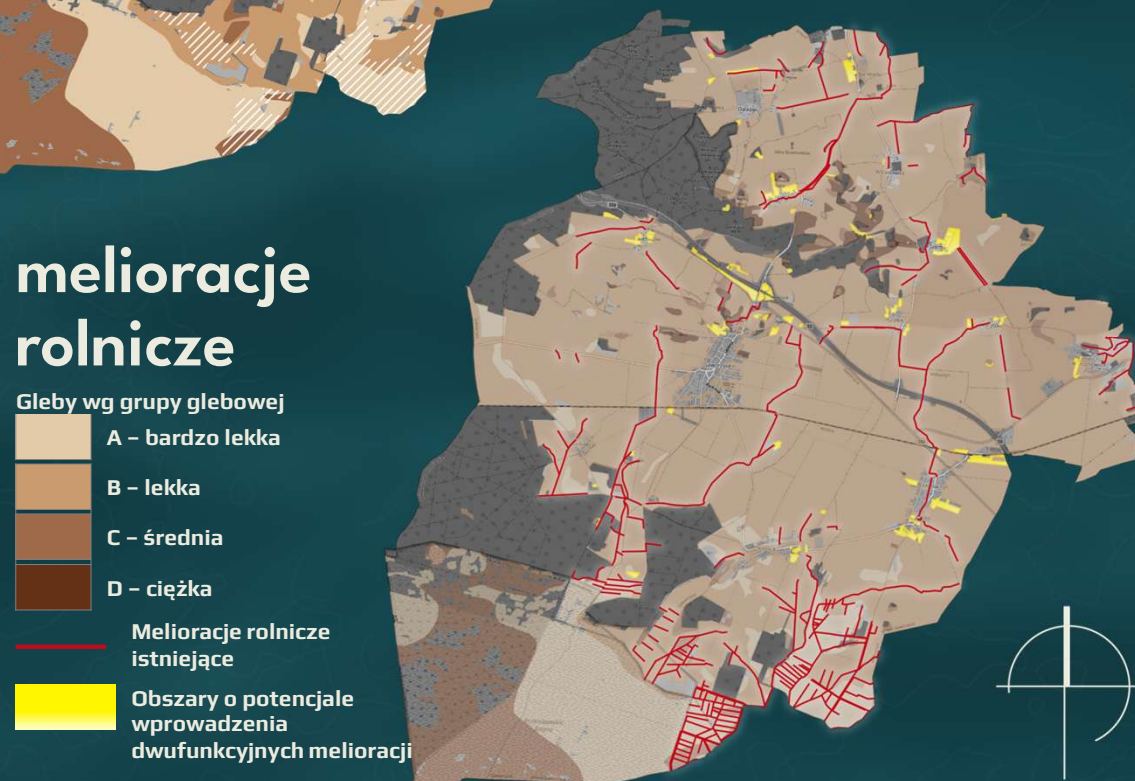 melioracje
rolnicze
Gleby wg grupy glebowej
A – bardzo lekka
B – lekka
C – średnia
D – ciężka
Melioracje rolnicze
istniejące
Obszary o potencjale
wprowadzenia
dwufunkcyjnych melioracji